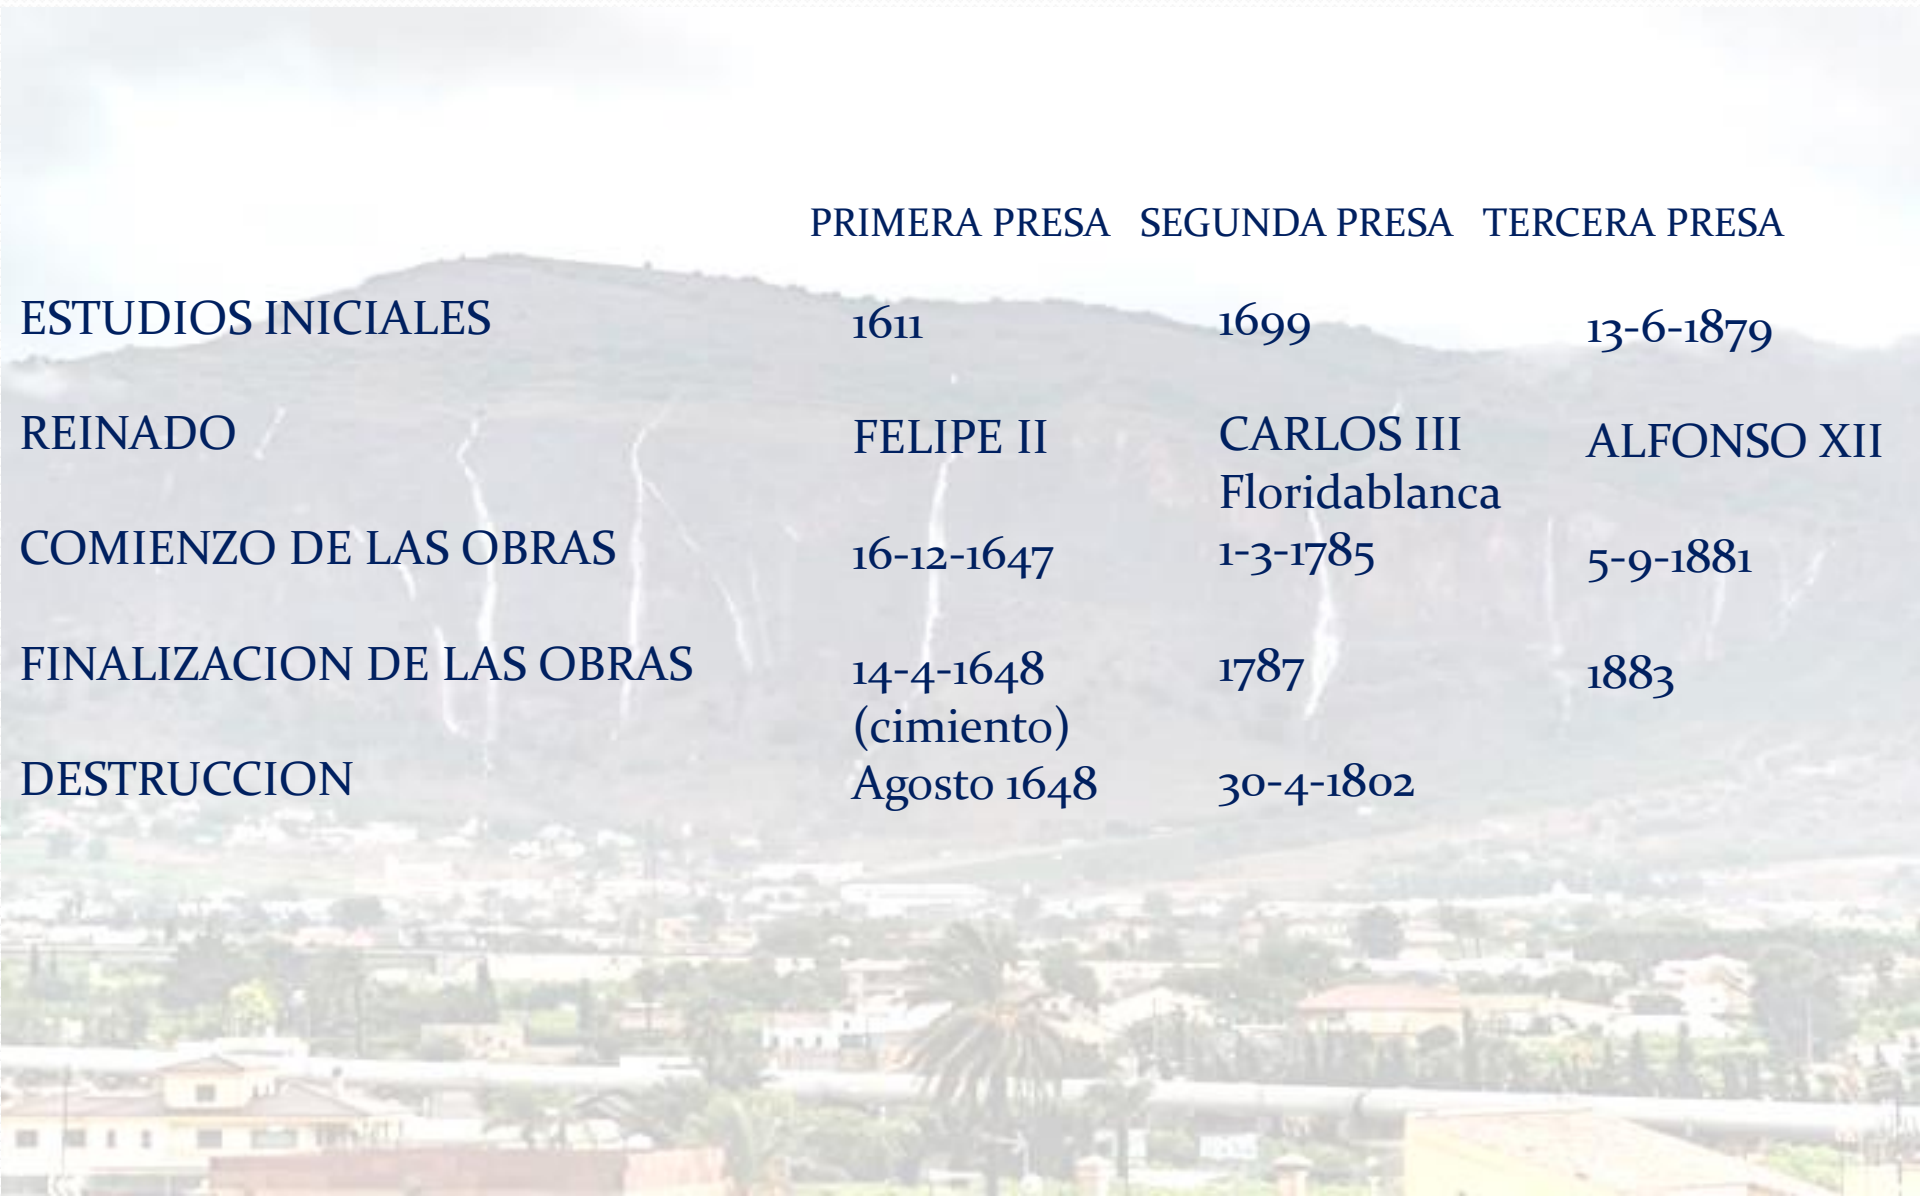 PRIMERA PRESA SEGUNDA PRESA TERCERA PRESA
ESTUDIOS INICIALES 1611 1699 13-6-1879
REINADO FELIPE II CARLOS III ALFONSO XII
Floridablanca
COMIENZO DE LAS OBRAS 16-12-1647 1-3-1785 5-9-1881
FINALIZACION DE LAS OBRAS 14-4-1648 1787 1883
(cimiento)
DESTRUCCION Agosto 1648 30-4-1802